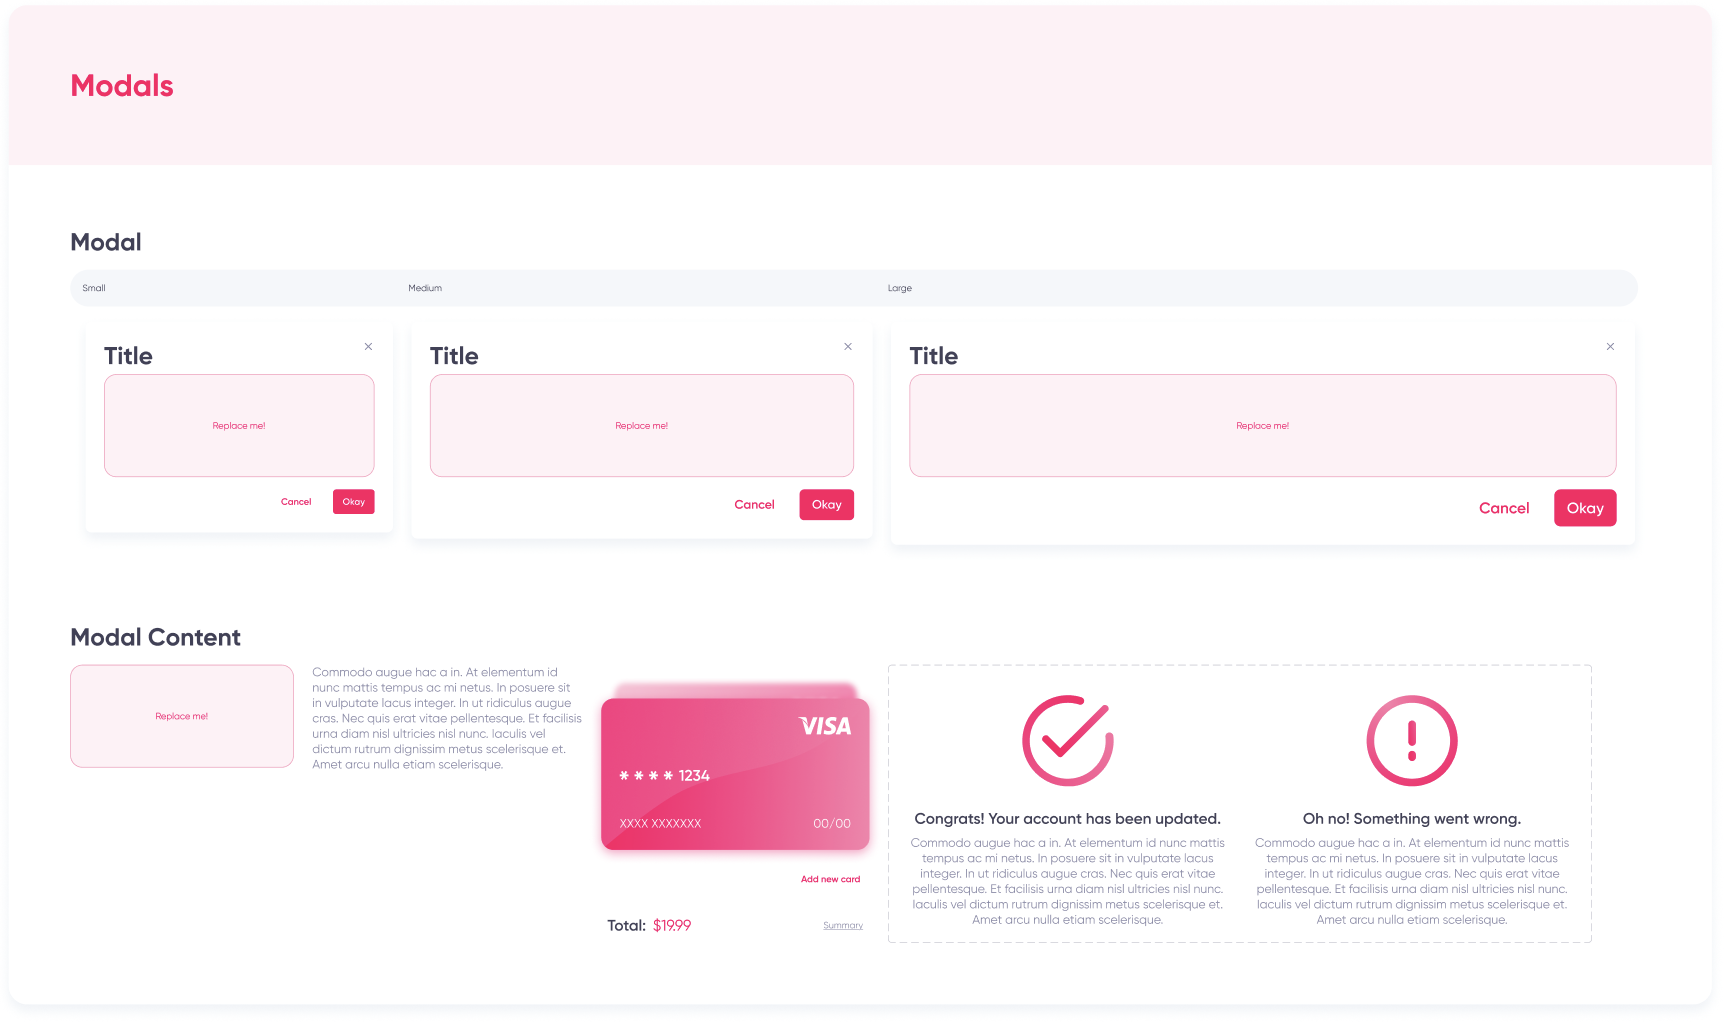 Modals
Modal
Small
Medium
Large
Title
Replace me!
Cancel
Okay
Title
Replace me!
Cancel
Okay
Title
Replace me!
Cancel
Okay
Modal Content
Replace me!
Commodo augue hac a in. At elementum id
nunc mattis tempus ac mi netus. In posuere sit
in vulputate lacus integer. In ut ridiculus augue
cras. Nec quis erat vitae pellentesque. Et facilisis
urna diam nisl ultricies nisl nunc. Iaculis vel
dictum rutrum dignissim metus scelerisque et.
Amet arcu nulla etiam scelerisque.
VISA
* * * * 1234
XXXX XXXXXXX
00/00
Add new card
Total: $19.99
Summary
Congrats! Your account has been updated.
Commodo augue hac a in. At elementum id nunc mattis
tempus ac mi netus. In posuere sit in vulputate lacus
integer. In ut ridiculus augue cras. Nec quis erat vitae
pellentesque. Et facilisis urna diam nisl ultricies nisl nunc.
Iaculis vel dictum rutrum dignissim metus scelerisque et.
Amet arcu nulla etiam scelerisque.
Oh no! Something went wrong.
Commodo augue hac a in. At elementum id nunc mattis
tempus ac mi netus. In posuere sit in vulputate lacus
integer. In ut ridiculus augue cras. Nec quis erat vitae
pellentesque. Et facilisis urna diam nisl ultricies nisl nunc.
Iaculis vel dictum rutrum dignissim metus scelerisque et.
Amet arcu nulla etiam scelerisque.